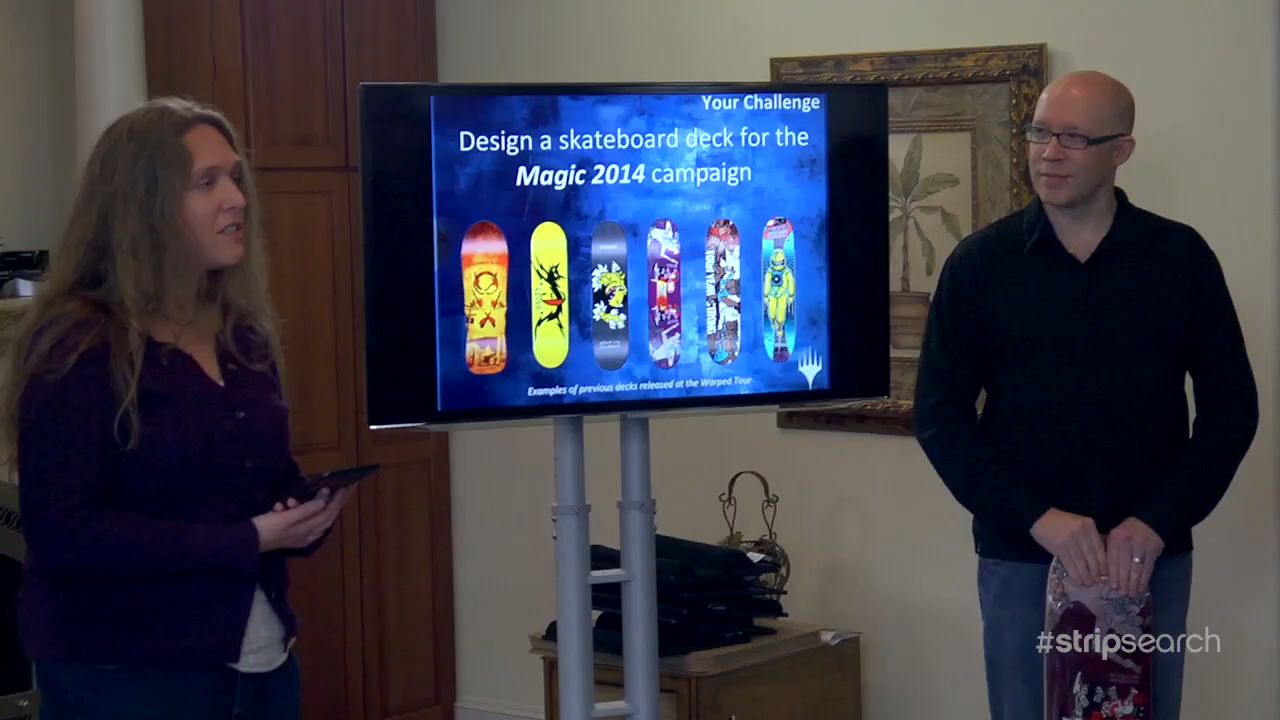 Your Challenge
Design a skateboard deck for the
Magic 2014 campaign
Examples of previous decks released at the Warped Tour
#stripsearch